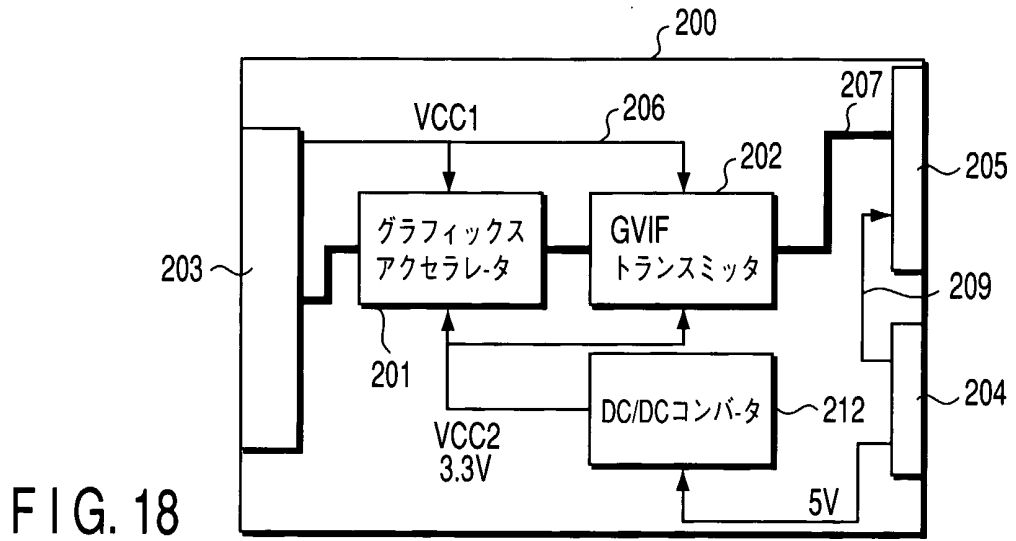 200
VCC1
206
207
202
205
203
グラフィックス
アクセラレ-タ
GVIF
トランスミッタ
209
201
DC/DCコンバ-タ
212
204
VCC2
3.3V
5V
FIG. 18